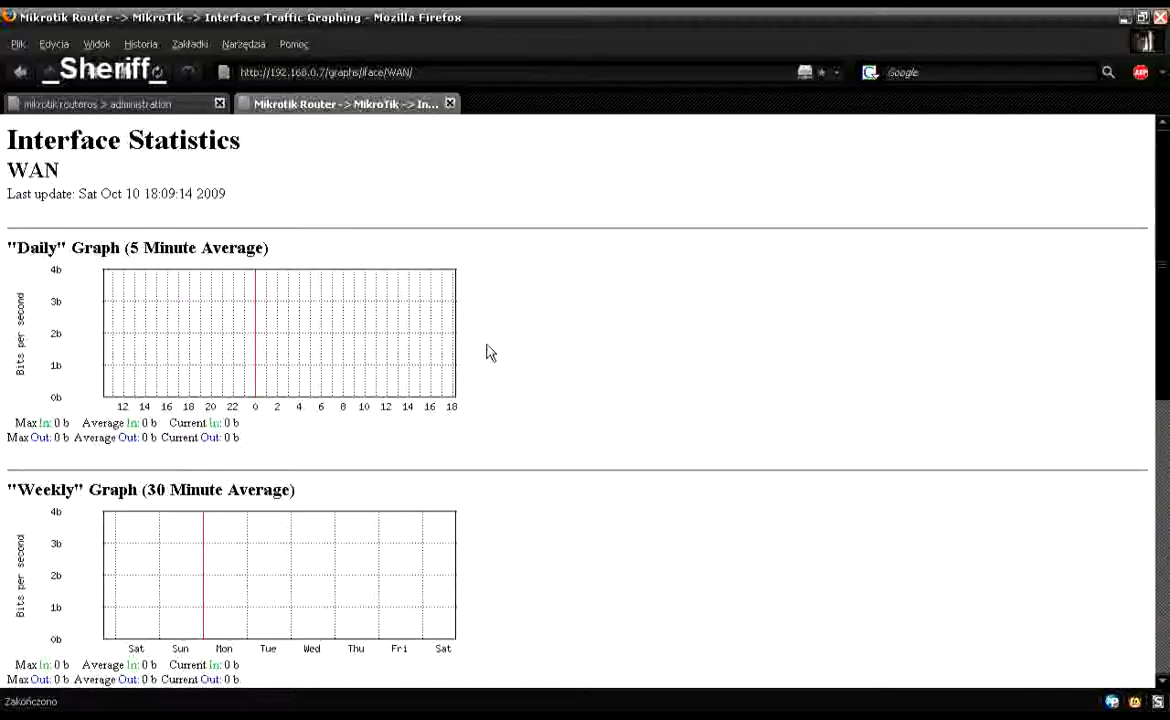 Mikrotik Router -> MikroTik -> Interface Traffic Graphing - Mozilla Firefox
Plik Edycja Widok Historia Zakładki Narzędzia Pomoc
_Sheriff_
http://192.168.0.7/graphs/iface/WAN/
Google
ABP
mikrotik routeros > administration
Mikrotik Router -> MikroTik -> In...
Interface Statistics
WAN
Last update: Sat Oct 10 18:09:14 2009
"Daily" Graph (5 Minute Average)
4b
3b
2b
1b
0b
Bits per second
12 14 16 18 20 22 0 2 4 6 8 10 12 14 16 18
Max In: 0 b Average In: 0 b Current In: 0 b
Max Out: 0 b Average Out: 0 b Current Out: 0 b
"Weekly" Graph (30 Minute Average)
4b
3b
2b
1b
0b
Bits per second
Sat Sun Mon Tue Wed Thu Fri Sat
Max In: 0 b Average In: 0 b Current In: 0 b
Max Out: 0 b Average Out: 0 b Current Out: 0 b
Zakończono